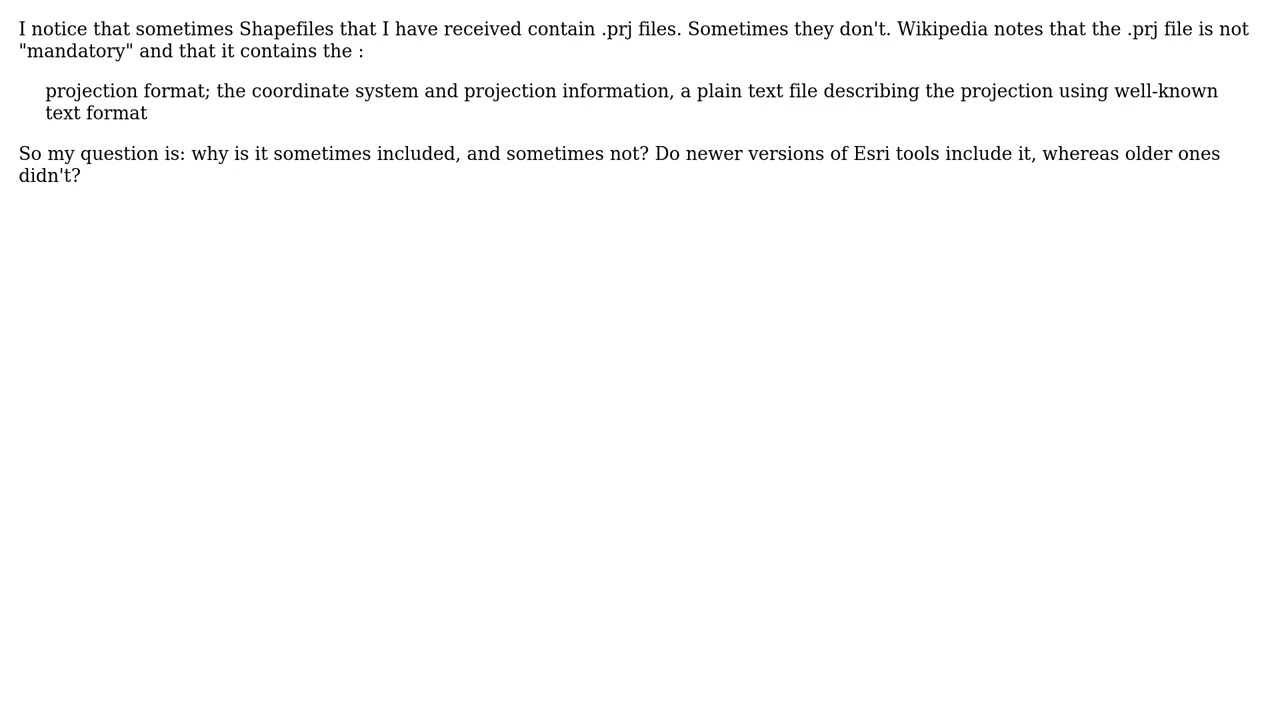 I notice that sometimes Shapefiles that I have received contain .prj files. Sometimes they don't. Wikipedia notes that the .prj file is not
"mandatory" and that it contains the :
projection format; the coordinate system and projection information, a plain text file describing the projection using well-known
text format
So my question is: why is it sometimes included, and sometimes not? Do newer versions of Esri tools include it, whereas older ones
didn't?